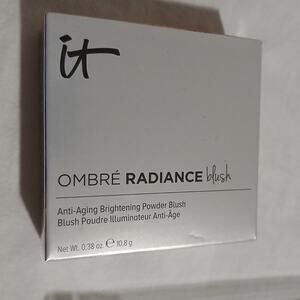 it
OMBRÉ RADIANCE blush
Anti-Aging Brightening Powder Blush
Blush Poudre Illuminateur Anti-Âge
Net Wt. 0.38 oz. ℮ 10.8 g